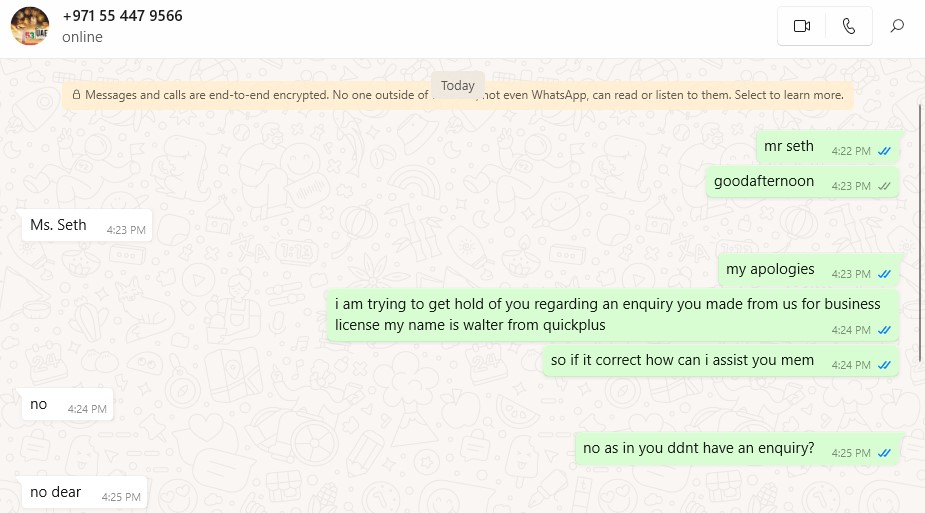 +971 55 447 9566
online
Today
Messages and calls are end-to-end encrypted. No one outside of not even WhatsApp, can read or listen to them. Select to learn more.
mr seth 4:22 PM
goodafternoon 4:23 PM
Ms. Seth 4:23 PM
my apologies 4:23 PM
i am trying to get hold of you regarding an enquiry you made from us for business
license my name is walter from quickplus 4:24 PM
so if it correct how can i assist you mem 4:24 PM
no 4:24 PM
no as in you ddnt have an enquiry? 4:25 PM
no dear 4:25 PM